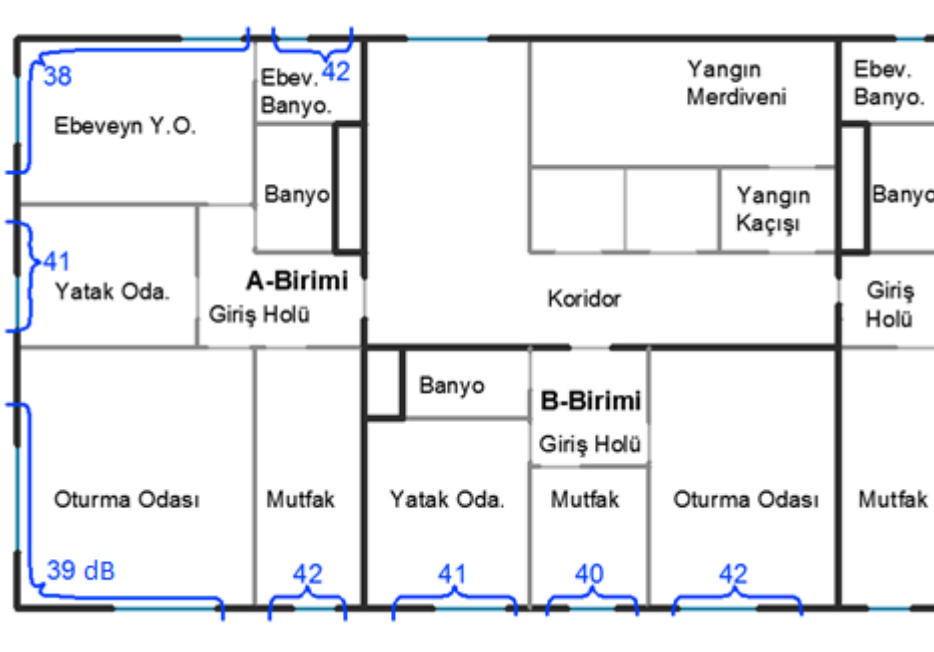 38
42
Ebev.
Banyo.
Ebeveyn Y.O.
Banyo
Yangın
Merdiveni
Ebev.
Banyo.
Yangın
Kaçışı
Banyo
41
Yatak Oda.
A-Birimi
Giriş Holü
Koridor
Giriş
Holü
Banyo
B-Birimi
Giriş Holü
Oturma Odası
Mutfak
Yatak Oda.
Mutfak
Oturma Odası
Mutfak
39 dB
42
41
40
42